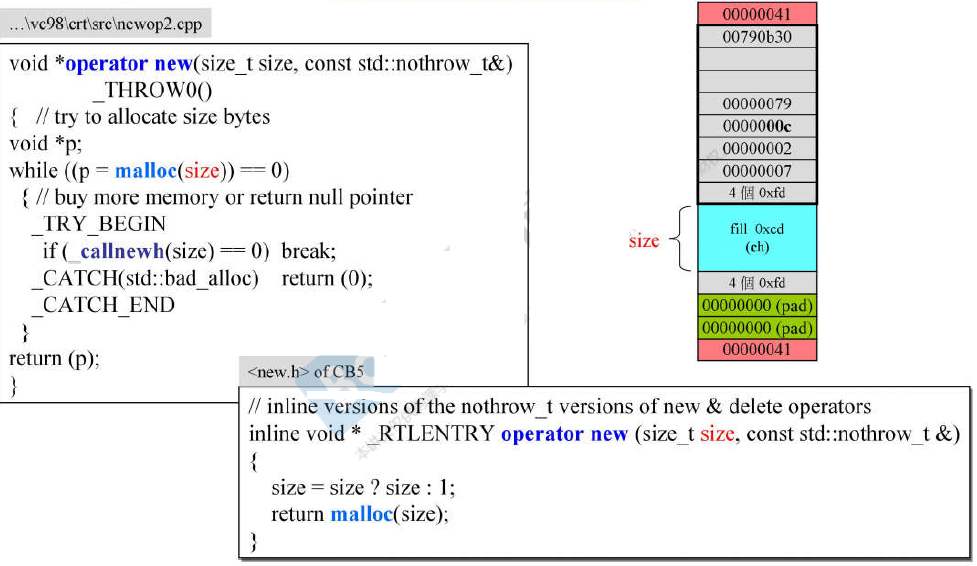 ...\vc98\crt\src\newop2.cpp
void *operator new(size_t size, const std::nothrow_t&)
_THROW0()
{ // try to allocate size bytes
void *p;
while ((p = malloc(size)) == 0)
{ // buy more memory or return null pointer
_TRY_BEGIN
if (_callnewh(size) == 0) break;
_CATCH(std::bad_alloc) return (0);
_CATCH_END
}
return (p);
}
<new.h> of CB5
// inline versions of the nothrow_t versions of new & delete operators
inline void * _RTLENTRY operator new (size_t size, const std::nothrow_t &)
{
size = size ? size : 1;
return malloc(size);
}
00000041
00790b30
00000079
0000000c
00000002
00000007
4 個 0xfd
size
fill 0xcd
(ch)
4 個 0xfd
00000000 (pad)
00000000 (pad)
00000041